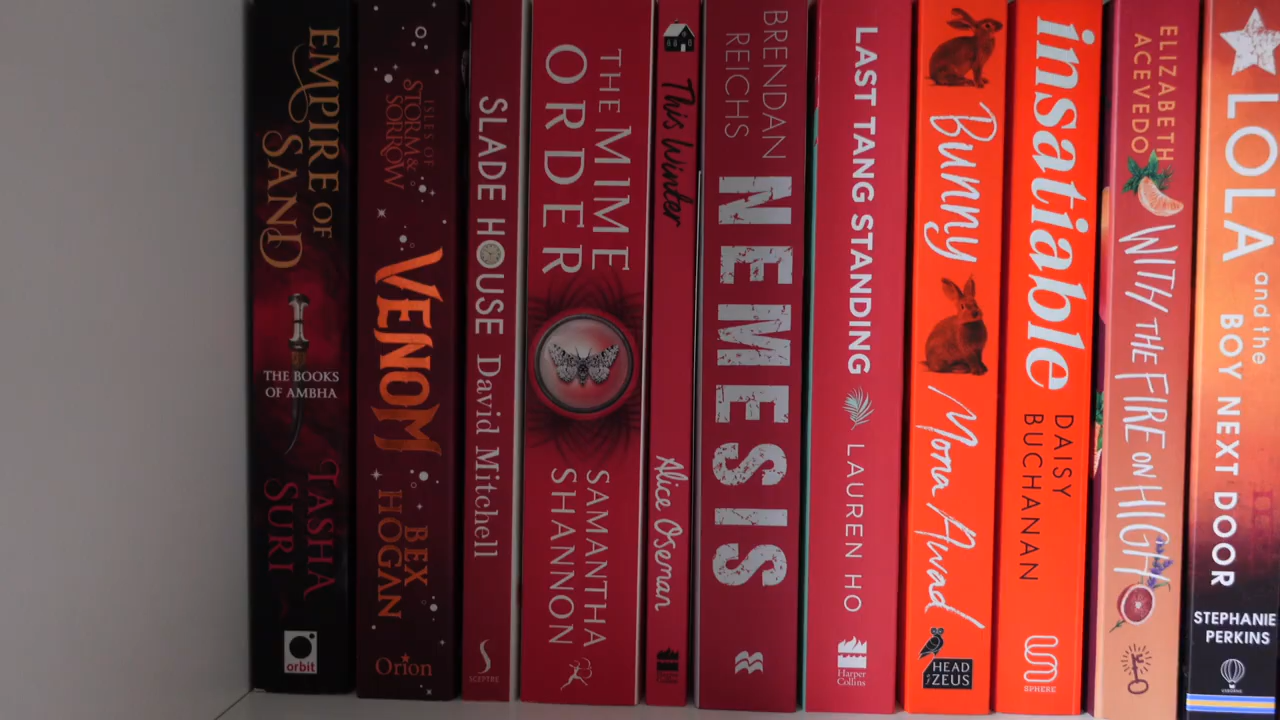 EMPIRE OF
SAND
THE BOOKS
OF AMBHA
TASHA
SURI
orbit
ISLES OF
STORM &
SORROW
VENOM
BEX
HOGAN
Orion
SLADE HOUSE David Mitchell
SCEPTRE
THE MIME
ORDER
SAMANTHA
SHANNON
This Winter
Alice Oseman
BRENDAN
REICHS
NEMESIS
LAST TANG STANDING
LAUREN HO
Harper
Collins
Bunny
Mona Awad
HEAD
of ZEUS
insatiable
DAISY
BUCHANAN
SPHERE
ELIZABETH
ACEVEDO
WITH THE FIRE ON HIGH
LOLA
and the
BOY NEXT DOOR
STEPHANIE
PERKINS
USBORNE